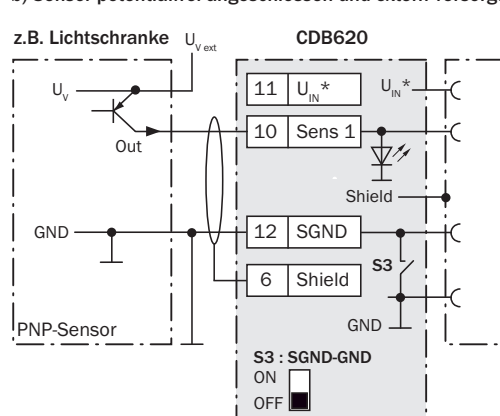 b) Sensor potentialfrei angeschlossen und extern versorgt
z.B. Lichtschranke
U_V ext
CDB620
U_V
Out
11 U_IN*
U_IN*
10 Sens 1
Shield
GND
12 SGND
S3
6 Shield
GND
PNP-Sensor
S3 : SGND-GND
ON
OFF